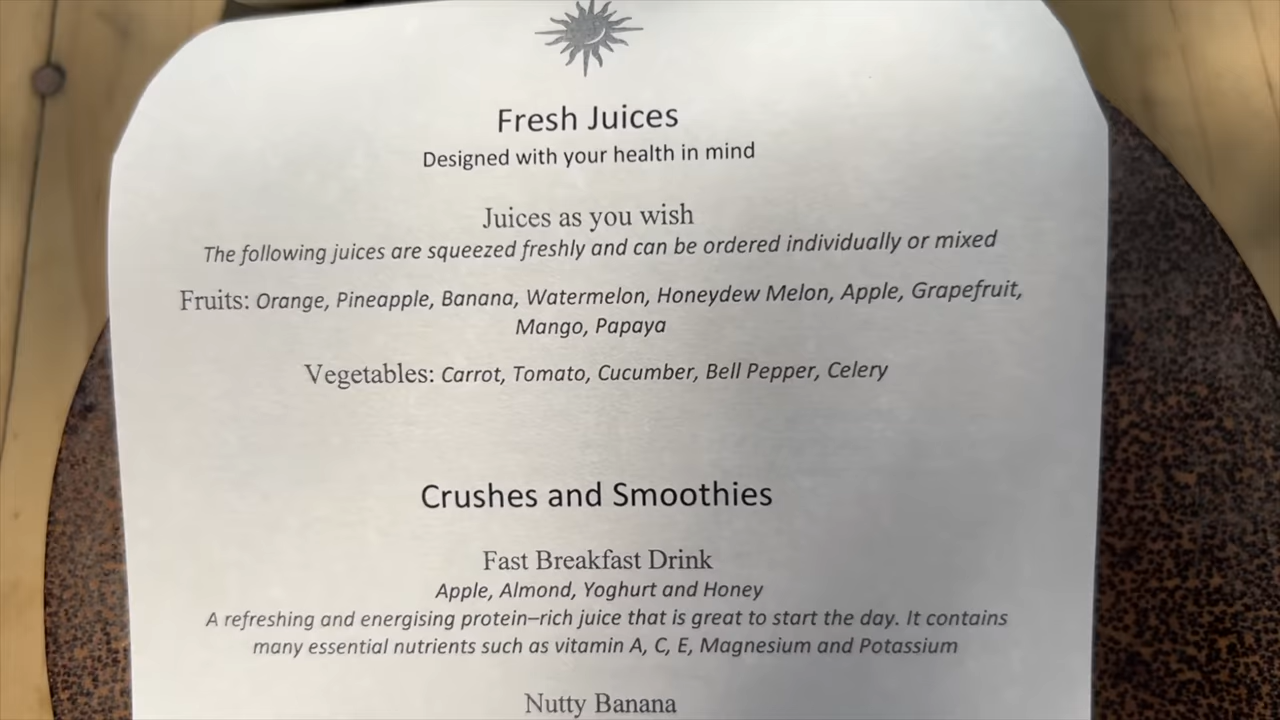 Fresh Juices
Designed with your health in mind
Juices as you wish
The following juices are squeezed freshly and can be ordered individually or mixed
Fruits: Orange, Pineapple, Banana, Watermelon, Honeydew Melon, Apple, Grapefruit,
Mango, Papaya
Vegetables: Carrot, Tomato, Cucumber, Bell Pepper, Celery
Crushes and Smoothies
Fast Breakfast Drink
Apple, Almond, Yoghurt and Honey
A refreshing and energising protein–rich juice that is great to start the day. It contains
many essential nutrients such as vitamin A, C, E, Magnesium and Potassium
Nutty Banana